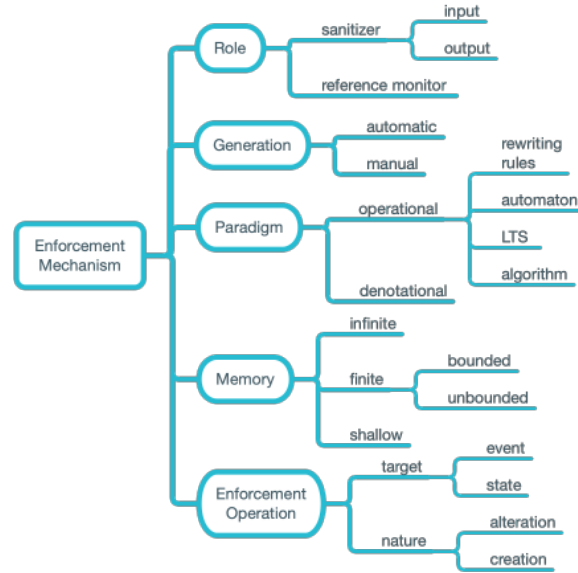 input
sanitizer
output
Role
reference monitor
automatic
Generation
manual
rewriting
rules
operational
automaton
Paradigm
LTS
Enforcement
Mechanism
algorithm
denotational
infinite
bounded
Memory
finite
unbounded
shallow
event
target
state
Enforcement
Operation
alteration
nature
creation